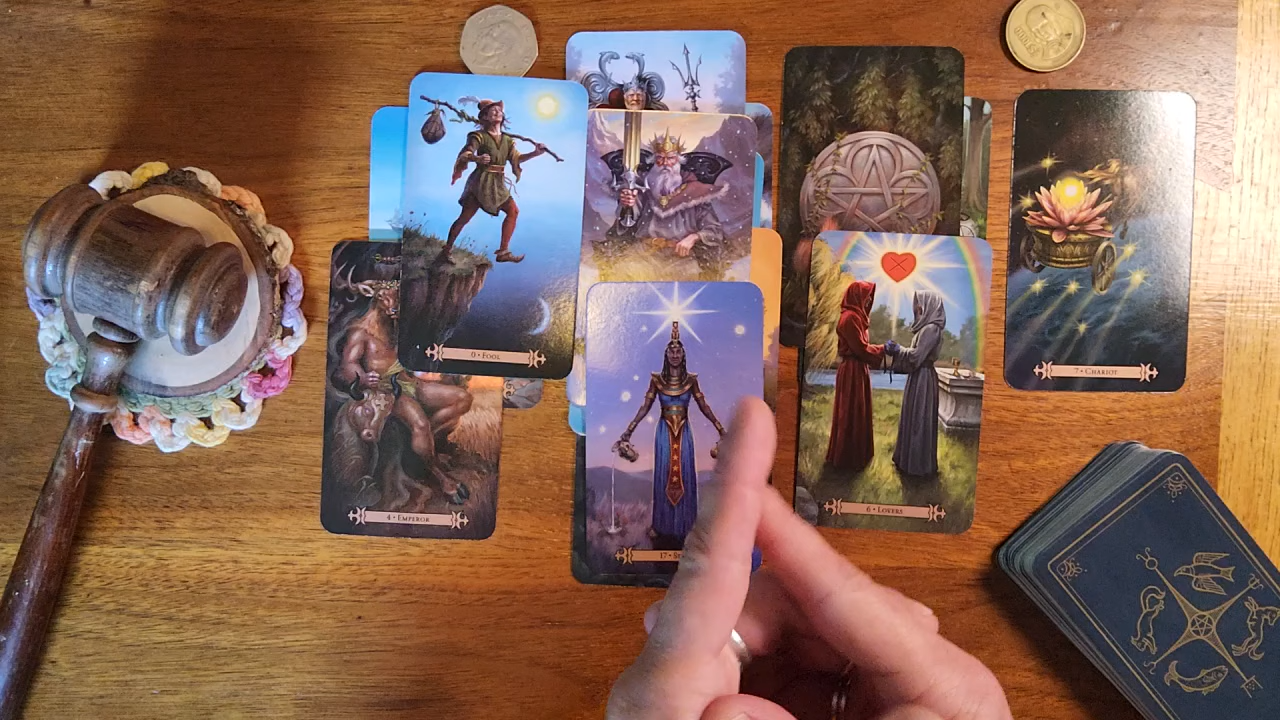 0 • FOOL
7 • CHARIOT
4 • EMPEROR
6 • LOVERS